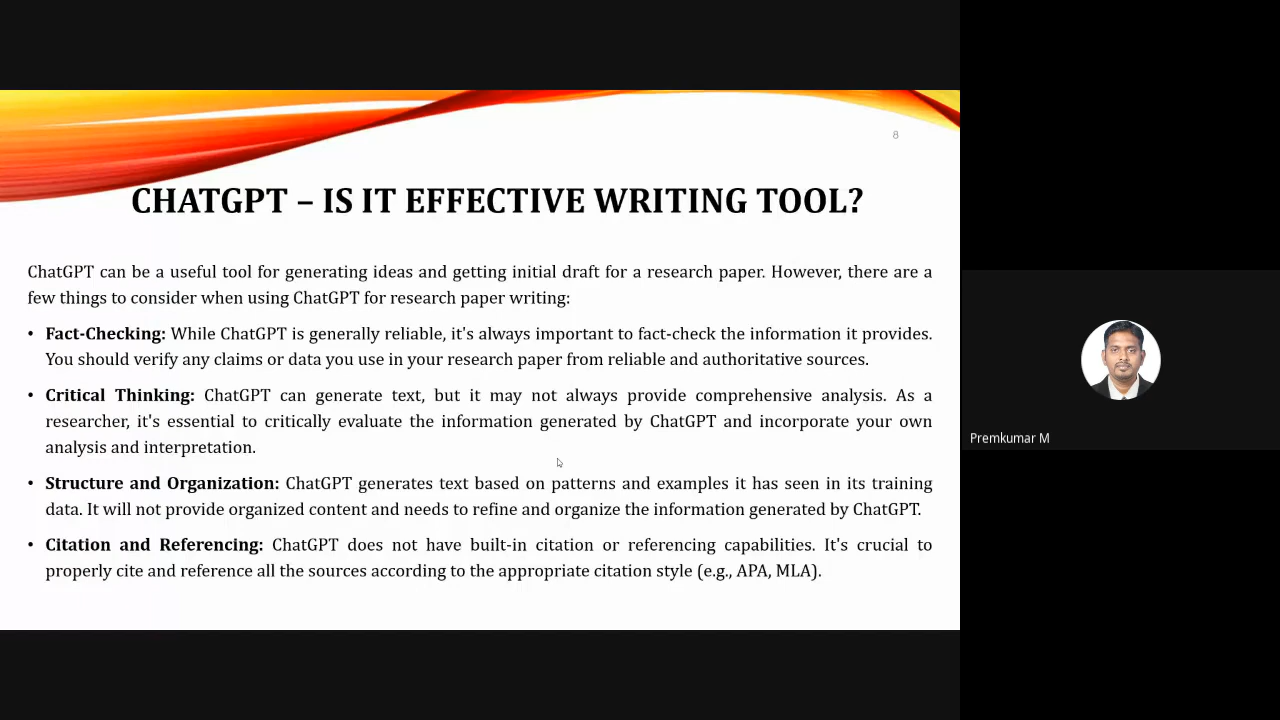 8
CHATGPT – IS IT EFFECTIVE WRITING TOOL?
ChatGPT can be a useful tool for generating ideas and getting initial draft for a research paper. However, there are a
few things to consider when using ChatGPT for research paper writing:
• Fact-Checking: While ChatGPT is generally reliable, it's always important to fact-check the information it provides.
You should verify any claims or data you use in your research paper from reliable and authoritative sources.
• Critical Thinking: ChatGPT can generate text, but it may not always provide comprehensive analysis. As a
researcher, it's essential to critically evaluate the information generated by ChatGPT and incorporate your own
analysis and interpretation.
• Structure and Organization: ChatGPT generates text based on patterns and examples it has seen in its training
data. It will not provide organized content and needs to refine and organize the information generated by ChatGPT.
• Citation and Referencing: ChatGPT does not have built-in citation or referencing capabilities. It's crucial to
properly cite and reference all the sources according to the appropriate citation style (e.g., APA, MLA).
Premkumar M